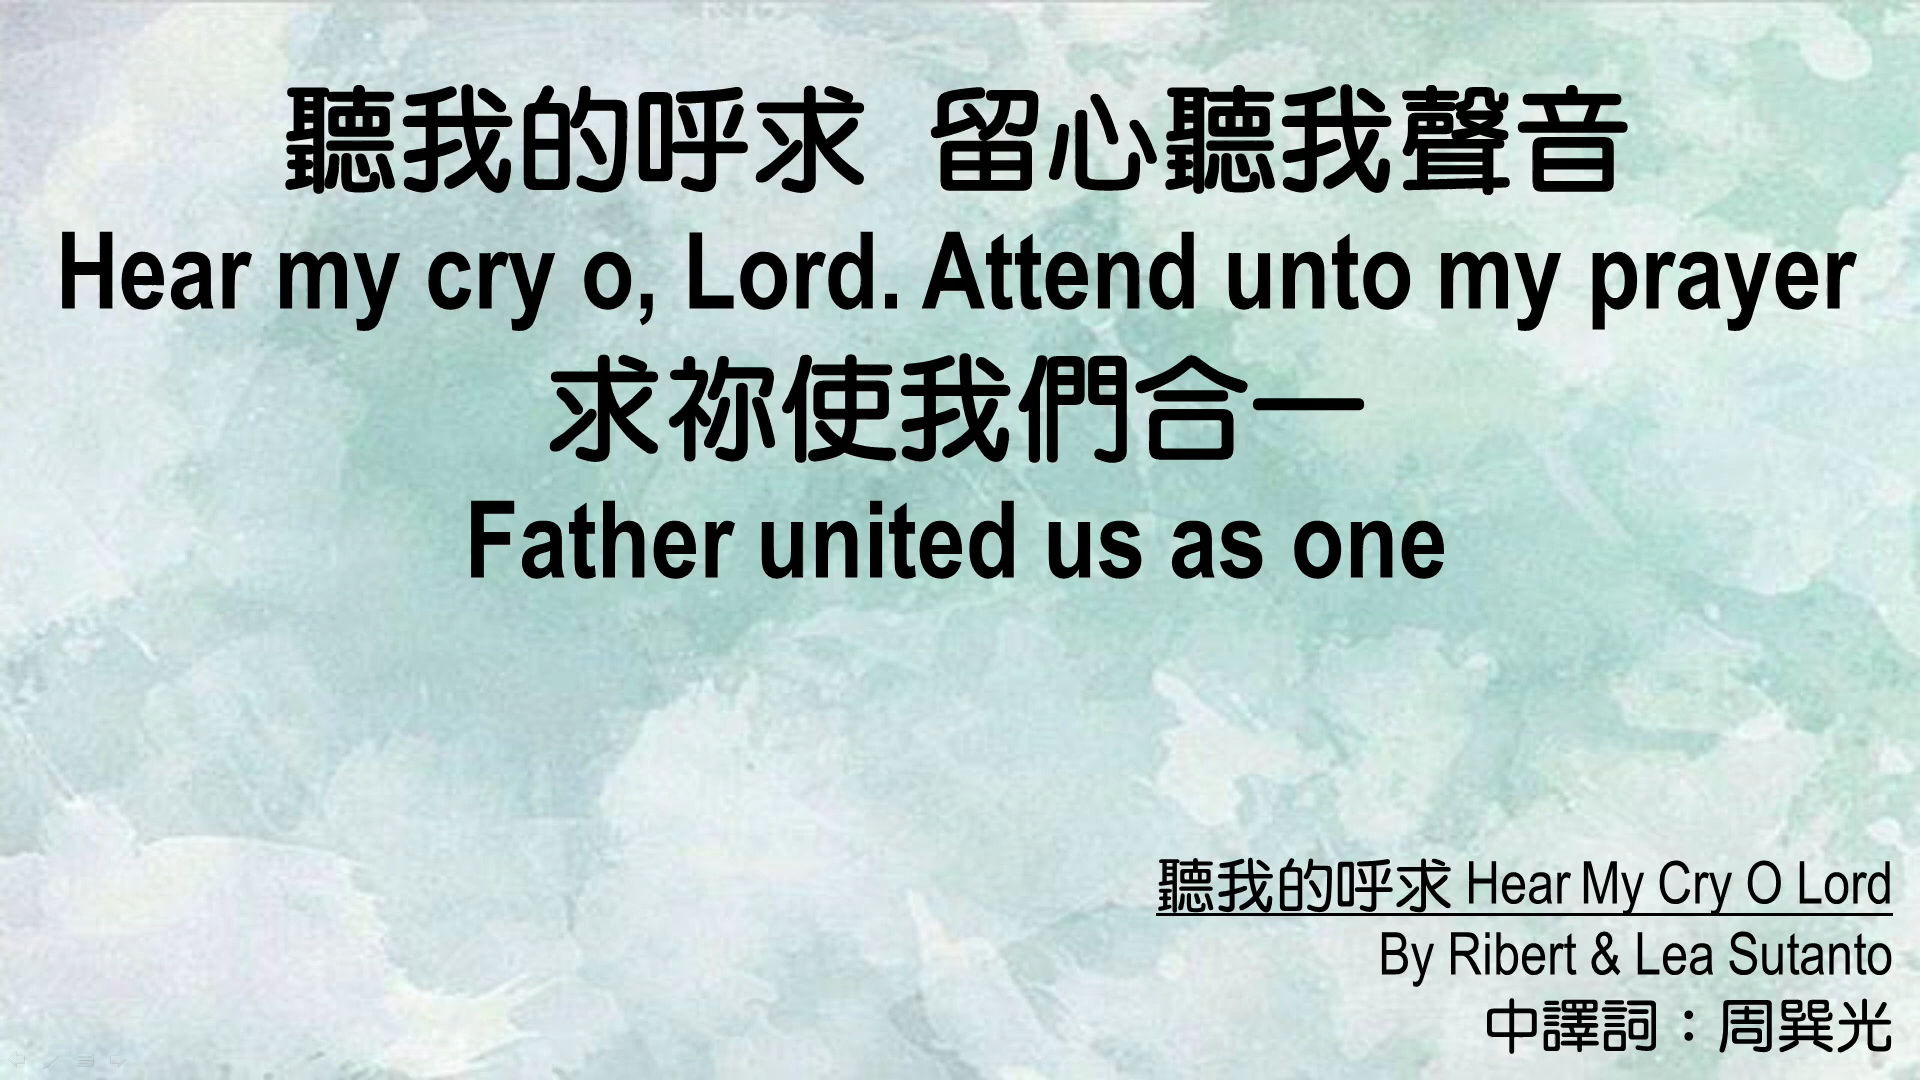 聽我的呼求 留心聽我聲音
Hear my cry o, Lord. Attend unto my prayer
求祢使我們合一
Father united us as one
聽我的呼求 Hear My Cry O Lord
By Ribert & Lea Sutanto
中譯詞：周巽光